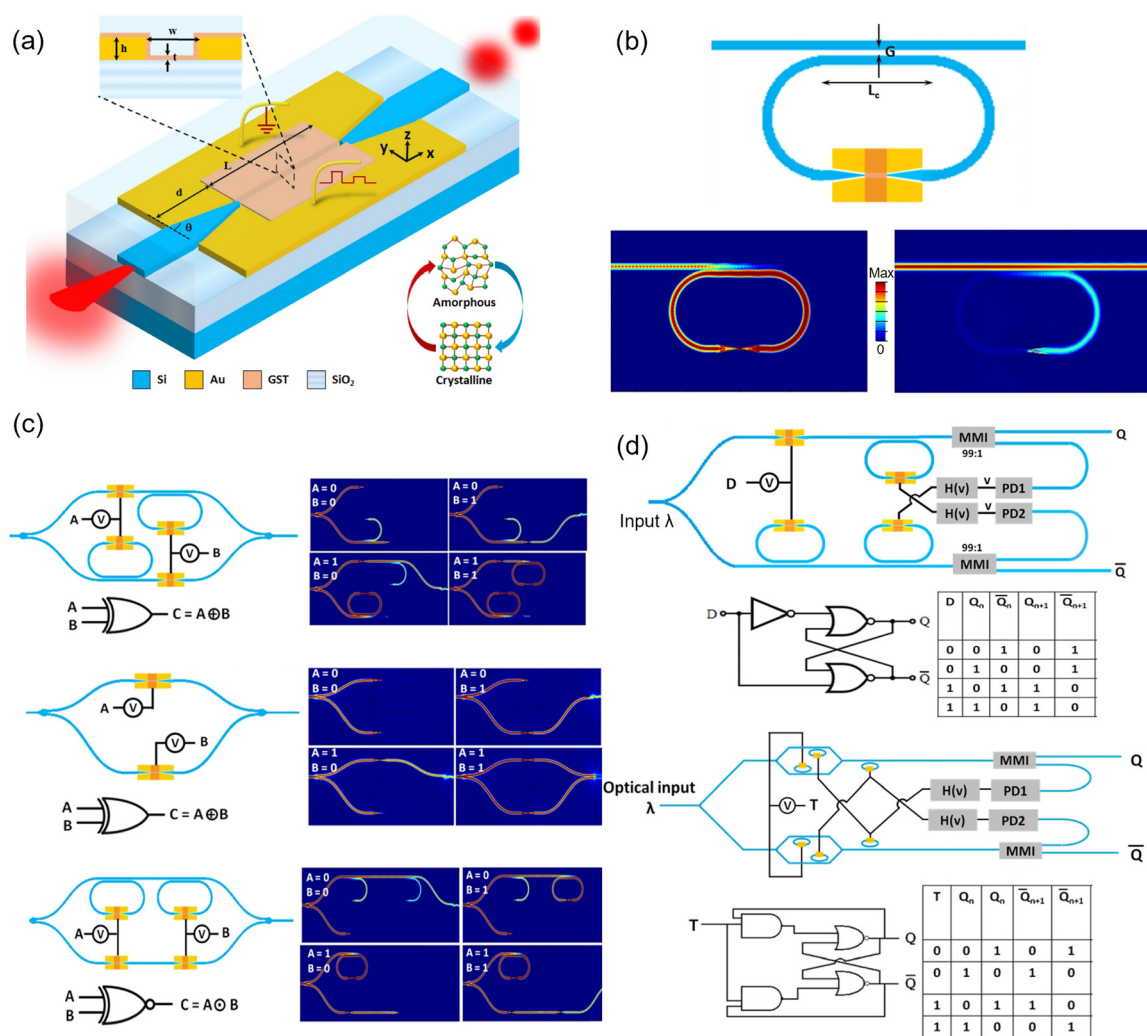 (a)
w
h
t
L
d
θ
z
y
x
Amorphous
Crystalline
Si
Au
GST
SiO₂
(b)
G
L_c
Max
0
(c)
A
V
V
B
A
B
C = A⊕B
A = 0
B = 0
A = 0
B = 1
A = 1
B = 0
A = 1
B = 1
A
V
V
B
A
B
C = A⊕B
A = 0
B = 0
A = 0
B = 1
A = 1
B = 0
A = 1
B = 1
A
V
V
B
A
B
C = A⊙B
A = 0
B = 0
A = 0
B = 1
A = 1
B = 0
A = 1
B = 1
(d)
MMI
Q
99:1
D
V
H(v)
V
PD1
Input λ
H(v)
V
PD2
99:1
MMI
Q̅
D
Q
Q̅
D Qₙ Q̅ₙ Qₙ₊₁ Q̅ₙ₊₁
0 0 1 0 1
0 1 0 0 1
1 0 1 1 0
1 1 0 1 0
MMI
Q
Optical input
λ
V
T
H(v)
PD1
H(v)
PD2
MMI
Q̅
T
Q
Q̅
T Qₙ Qₙ Q̅ₙ₊₁ Q̅ₙ₊₁
0 0 1 0 1
0 1 0 1 0
1 0 1 1 0
1 1 0 0 1